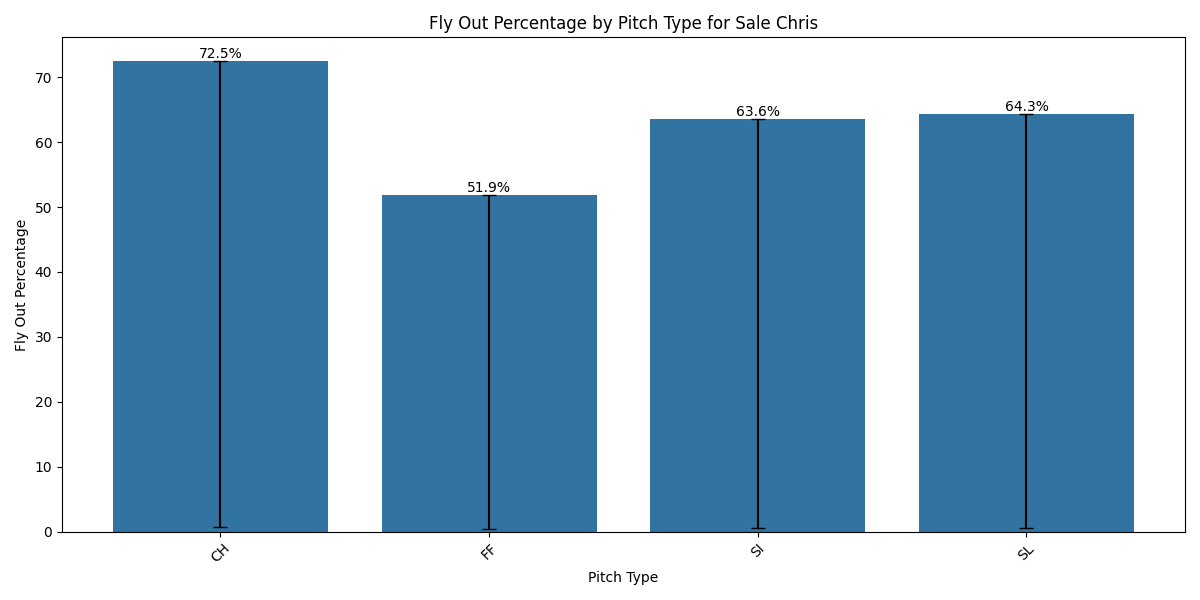 Fly Out Percentage by Pitch Type for Sale Chris
72.5%
51.9%
63.6%
64.3%
Fly Out Percentage
70
60
50
40
30
20
10
0
CH
FF
SI
SL
Pitch Type